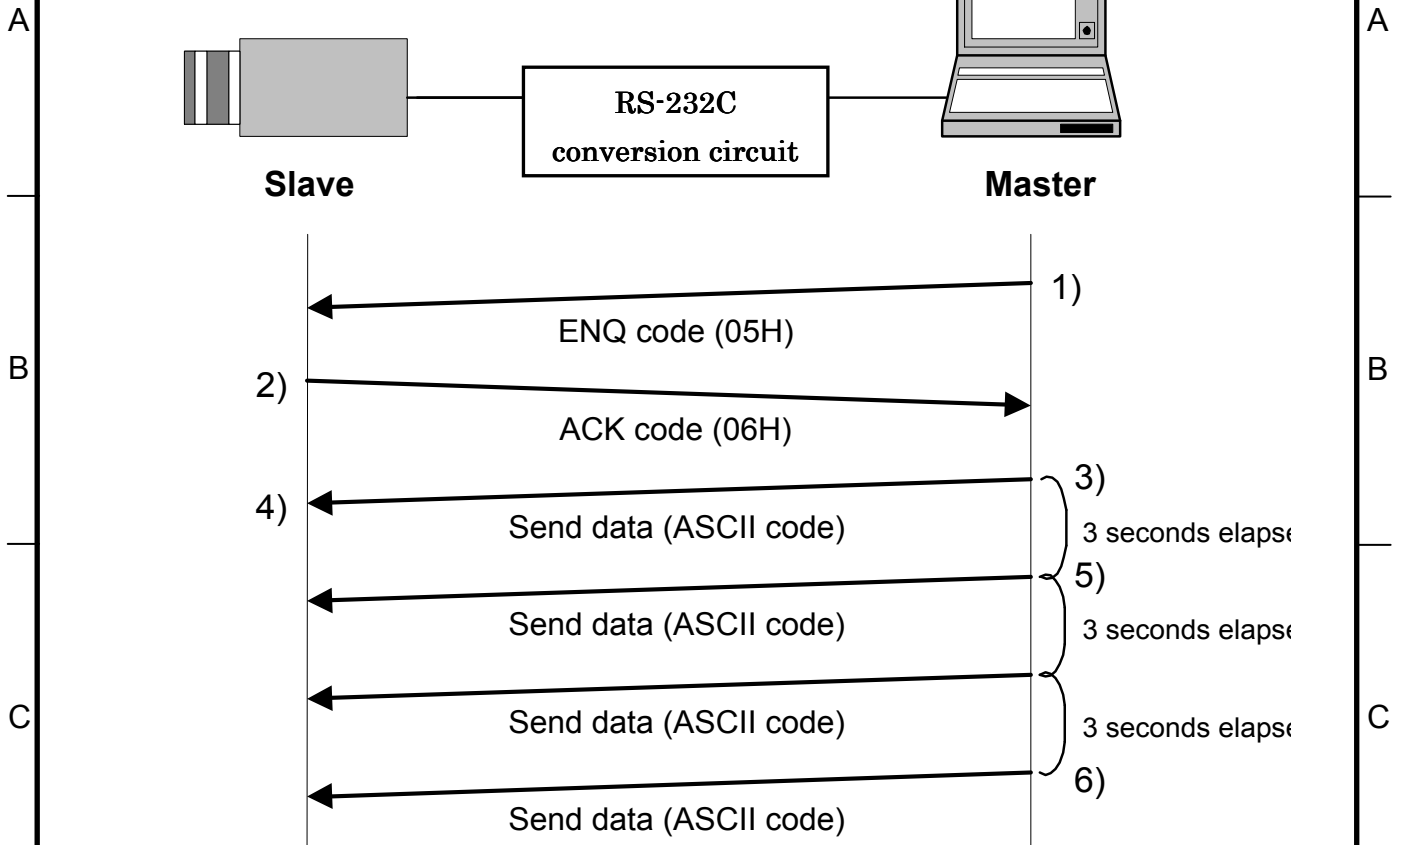 A
A
RS-232C
conversion circuit
Slave
Master
1)
ENQ code (05H)
B
B
2)
ACK code (06H)
3)
4)
Send data (ASCII code)
3 seconds elapse
5)
Send data (ASCII code)
3 seconds elapse
C
C
Send data (ASCII code)
3 seconds elapse
6)
Send data (ASCII code)